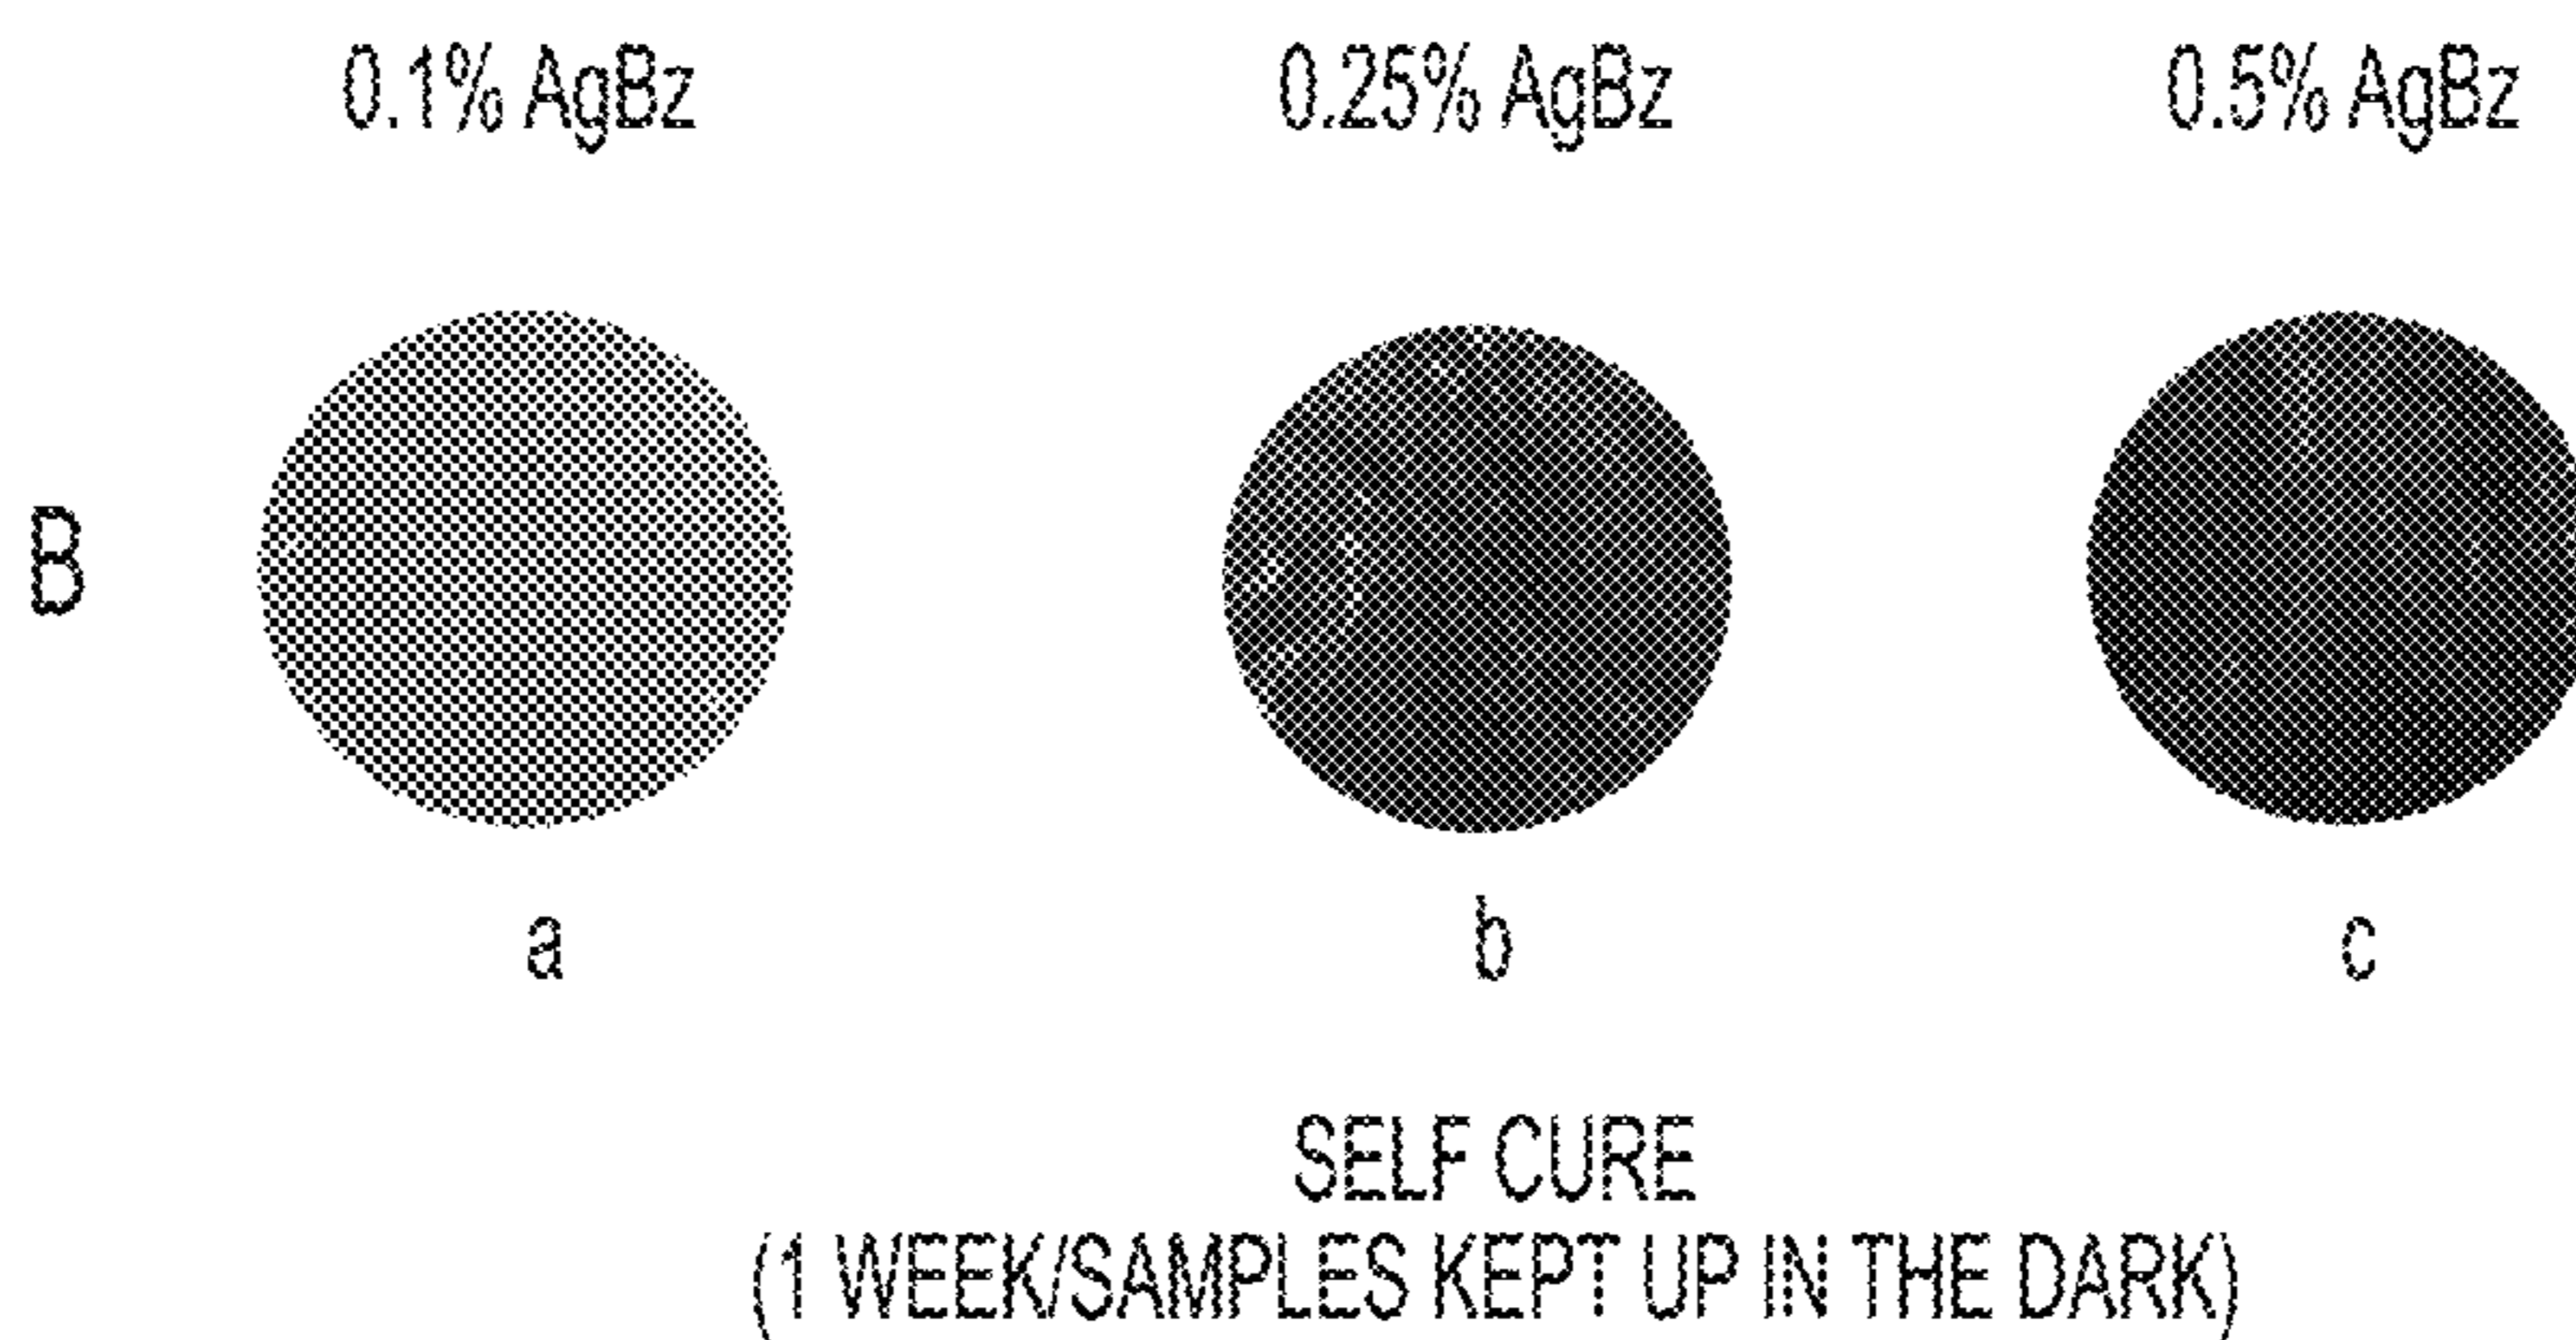 0.1% AgBz 0.25% AgBz 0.5% AgBz
B
a b c
SELF CURE
(1 WEEK/SAMPLES KEPT UP IN THE DARK)